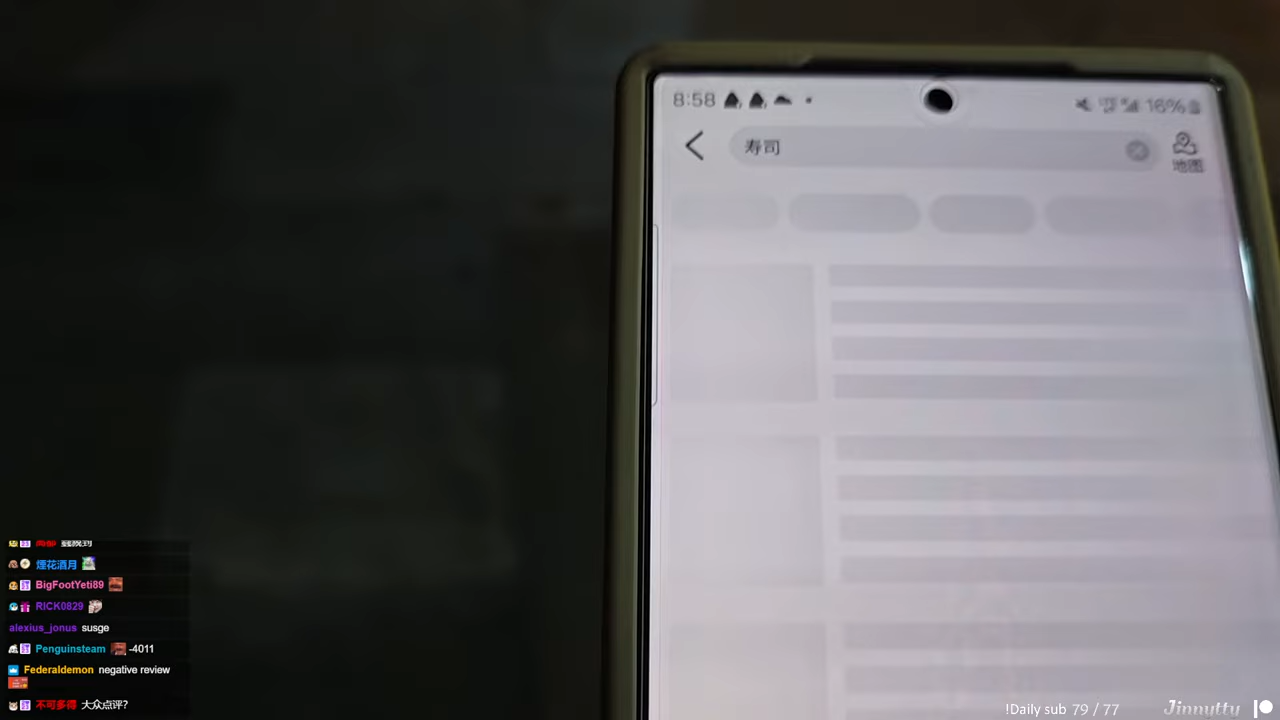 8:58
16%
寿司
地图
煙花酒月
BigFootYeti89
RICK0829
alexius_jonus susge
Penguinsteam -4011
Federaldemon negative review
不可多得 大众点评?
!Daily sub 79 / 77
Jinnytty